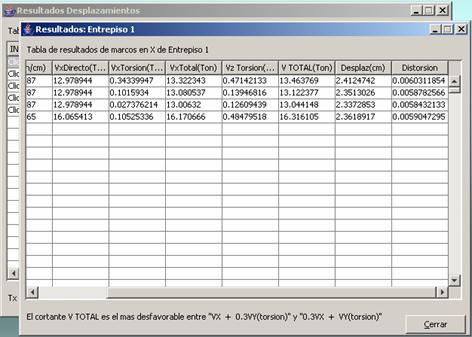 Resultados Desplazamientos
Resultados: Entrepiso 1
Tabla de resultados de marcos en X de Entrepiso 1
n/cm) VxDirecto(T... VxTorsion(T... VxTotal(Ton) Vz Torsion(... V TOTAL(Ton) Desplaz(cm) Distorsion
87 12.978944 0.34339947 13.322343 0.47142133 13.463769 2.4124742 0.0060311854
87 12.978944 0.1015934 13.080537 0.13946816 13.122377 2.3513026 0.0058782566
87 12.978944 0.027376214 13.00632 0.12609439 13.044148 2.3372853 0.0058432133
65 16.065413 0.10525336 16.170666 0.48479518 16.316105 2.3618917 0.0059047295
El cortante V TOTAL es el mas desfavorable entre "VX + 0.3VY(torsion)" y "0.3VX + VY(torsion)"
Cerrar
Tab
IN
Clic
Clic
Clic
Tx